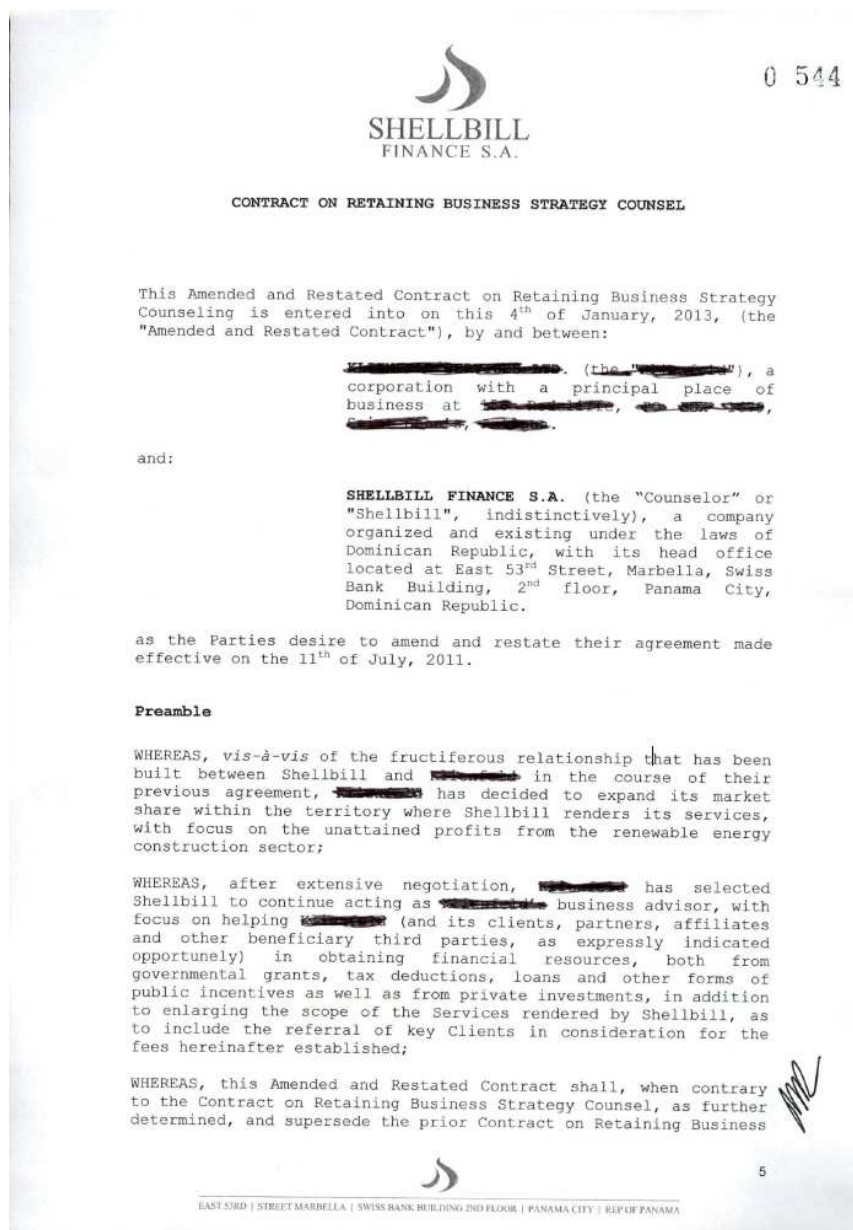 0 544
SHELLBILL
FINANCE S.A.
CONTRACT ON RETAINING BUSINESS STRATEGY COUNSEL
This Amended and Restated Contract on Retaining Business Strategy
Counseling is entered into on this 4th of January, 2013, (the
"Amended and Restated Contract"), by and between:
(the " "), a
corporation with a principal place of
business at , ,
, .
and:
SHELLBILL FINANCE S.A. (the "Counselor" or
"Shellbill", indistinctively), a company
organized and existing under the laws of
Dominican Republic, with its head office
located at East 53rd Street, Marbella, Swiss
Bank Building, 2nd floor, Panama City,
Dominican Republic.
as the Parties desire to amend and restate their agreement made
effective on the 11th of July, 2011.
Preamble
WHEREAS, vis-à-vis of the fructiferous relationship that has been
built between Shellbill and in the course of their
previous agreement, has decided to expand its market
share within the territory where Shellbill renders its services,
with focus on the unattained profits from the renewable energy
construction sector;
WHEREAS, after extensive negotiation, has selected
Shellbill to continue acting as business advisor, with
focus on helping (and its clients, partners, affiliates
and other beneficiary third parties, as expressly indicated
opportunely) in obtaining financial resources, both from
governmental grants, tax deductions, loans and other forms of
public incentives as well as from private investments, in addition
to enlarging the scope of the Services rendered by Shellbill, as
to include the referral of key Clients in consideration for the
fees hereinafter established;
WHEREAS, this Amended and Restated Contract shall, when contrary
to the Contract on Retaining Business Strategy Counsel, as further
determined, and supersede the prior Contract on Retaining Business
5
EAST 53RD | STREET MARBELLA | SWISS BANK BUILDING 2ND FLOOR | PANAMA CITY | REP OF PANAMA